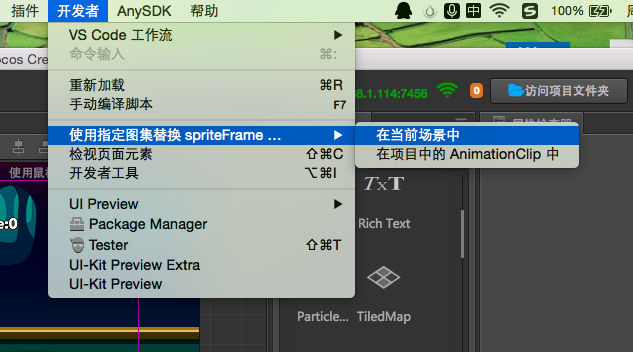 插件 开发者 AnySDK 帮助 中 100%
VS Code 工作流
命令输入 ⌘:
ocos Cre
重新加载 ⌘R
8.1.114:7456 0 访问项目文件夹
手动编译脚本 F7
使用指定图集替换 spriteFrame ... 在当前场景中
检视页面元素 ⇧⌘C 在项目中的 AnimationClip 中
使用鼠
开发者工具 ⌥⌘I
TxT
UI Preview
e:0
Package Manager Rich Text
Tester ⇧⌘T
UI-Kit Preview Extra
UI-Kit Preview
Particle... TiledMap